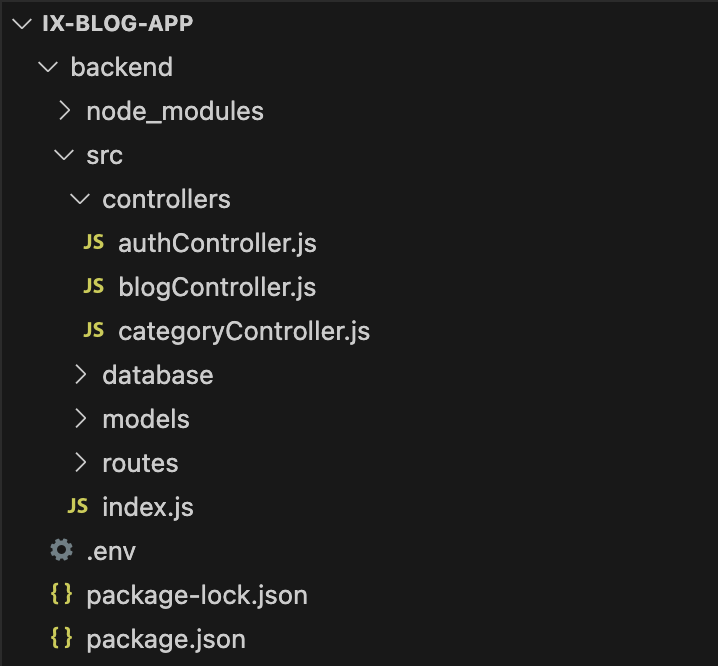 IX-BLOG-APP
backend
node_modules
src
controllers
JS authController.js
JS blogController.js
JS categoryController.js
database
models
routes
JS index.js
.env
{} package-lock.json
{} package.json